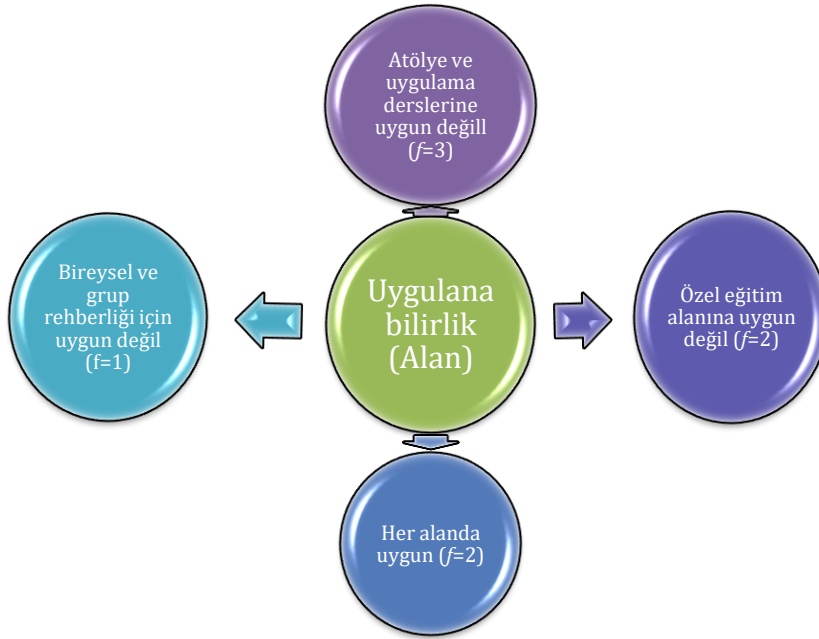 Atölye ve
uygulama
derslerine
uygun değill
(f=3)
Bireysel ve
grup
rehberliği için
uygun değil
(f=1)
Uygulana
bilirlik
(Alan)
Özel eğitim
alanına uygun
değil (f=2)
Her alanda
uygun (f=2)